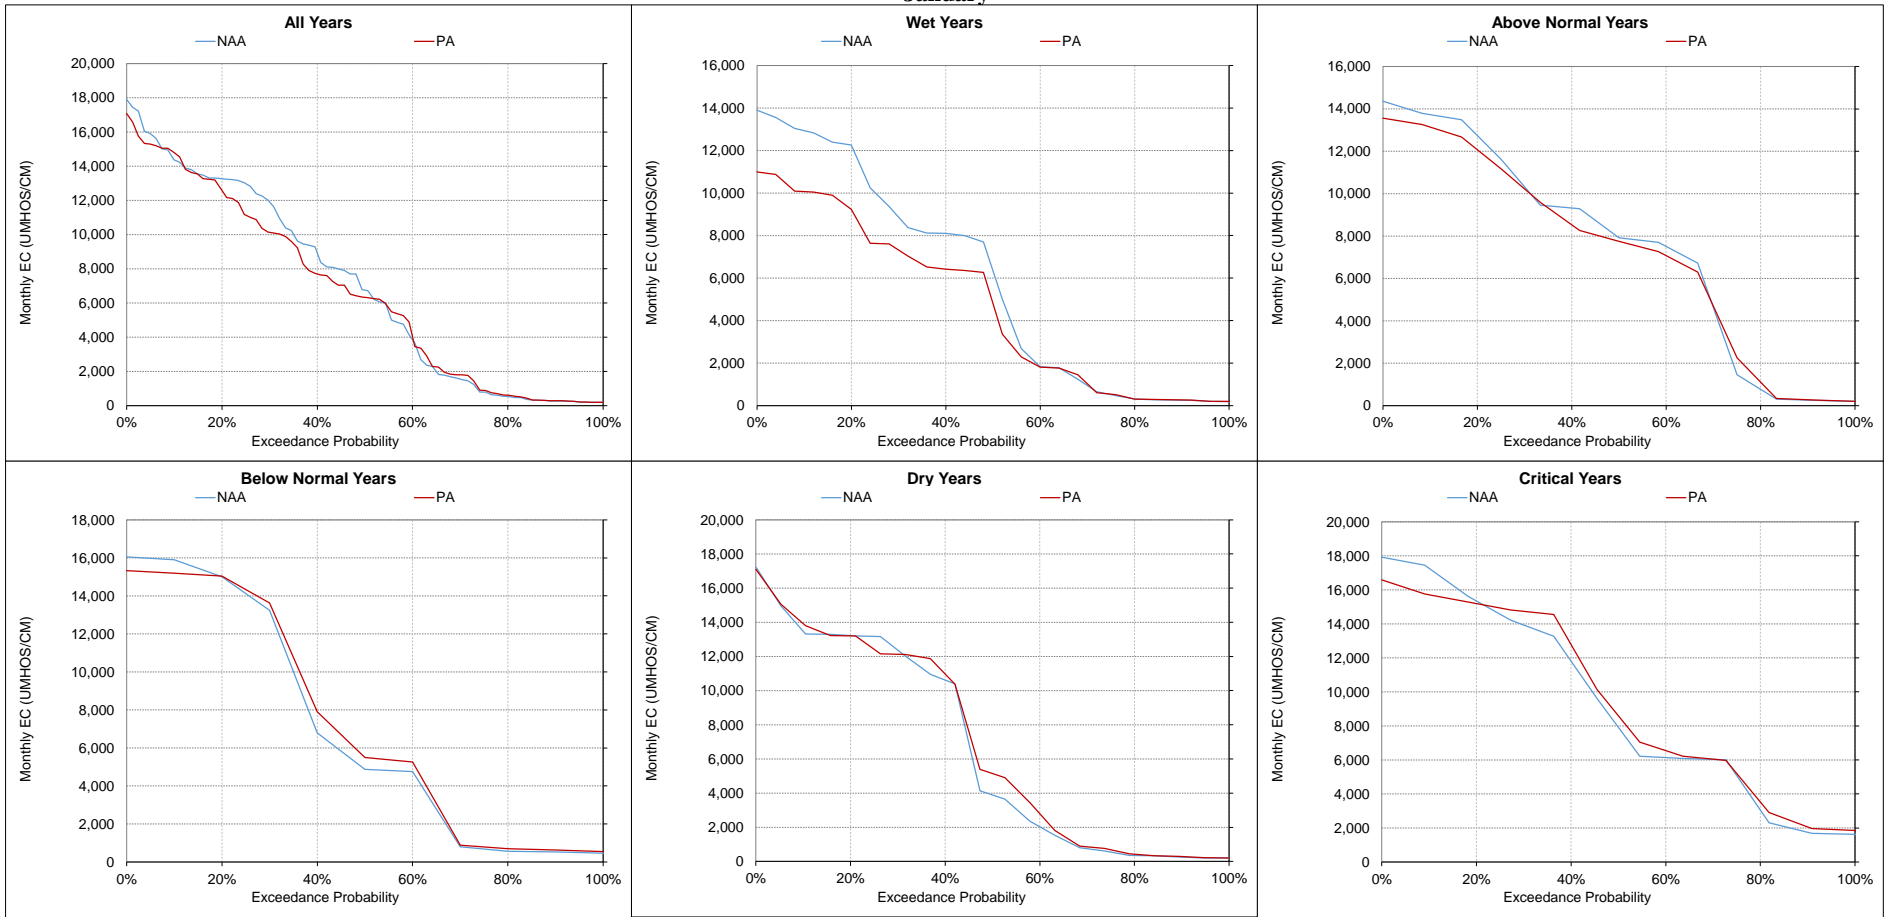 All Years
NAA PA
20,000
18,000
16,000
14,000
12,000
10,000
8,000
6,000
4,000
2,000
0
0% 20% 40% 60% 80% 100%
Monthly EC (UMHOS/CM)
Exceedance Probability
Wet Years
NAA PA
16,000
14,000
12,000
10,000
8,000
6,000
4,000
2,000
0
0% 20% 40% 60% 80% 100%
Monthly EC (UMHOS/CM)
Exceedance Probability
Above Normal Years
NAA PA
16,000
14,000
12,000
10,000
8,000
6,000
4,000
2,000
0
0% 20% 40% 60% 80% 100%
Monthly EC (UMHOS/CM)
Exceedance Probability
Below Normal Years
NAA PA
18,000
16,000
14,000
12,000
10,000
8,000
6,000
4,000
2,000
0
0% 20% 40% 60% 80% 100%
Monthly EC (UMHOS/CM)
Exceedance Probability
Dry Years
NAA PA
20,000
18,000
16,000
14,000
12,000
10,000
8,000
6,000
4,000
2,000
0
0% 20% 40% 60% 80% 100%
Monthly EC (UMHOS/CM)
Exceedance Probability
Critical Years
NAA PA
20,000
18,000
16,000
14,000
12,000
10,000
8,000
6,000
4,000
2,000
0
0% 20% 40% 60% 80% 100%
Monthly EC (UMHOS/CM)
Exceedance Probability